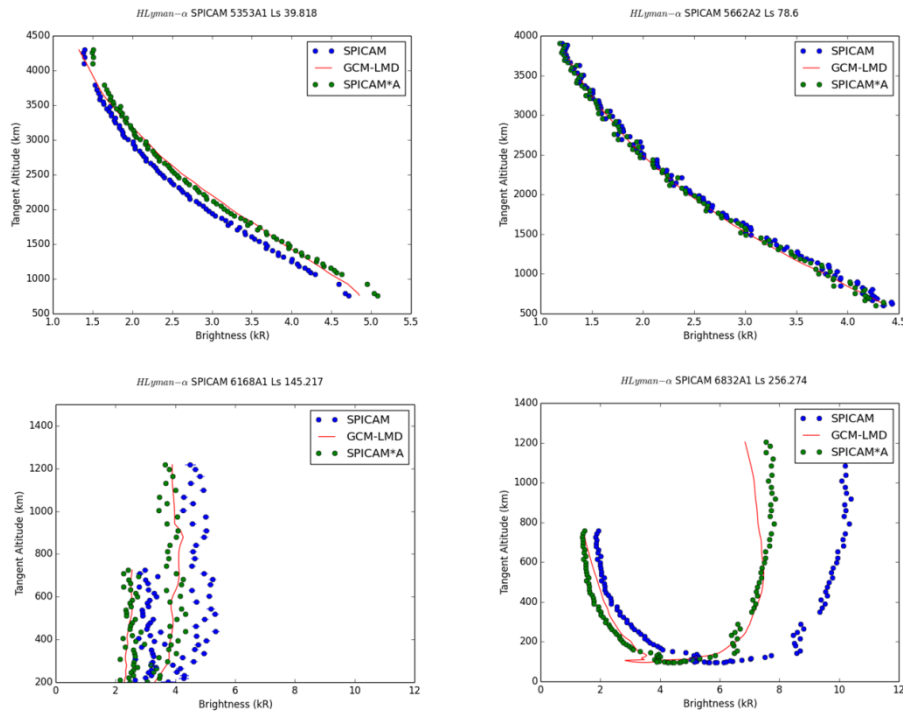 HLyman-α SPICAM 5353A1 Ls 39.818
4500
4000
3500
3000
2500
2000
1500
1000
500
Tangent Altitude (km)
SPICAM
GCM-LMD
SPICAM*A
1.0 1.5 2.0 2.5 3.0 3.5 4.0 4.5 5.0 5.5
Brightness (kR)
HLyman-α SPICAM 5662A2 Ls 78.6
4000
3500
3000
2500
2000
1500
1000
500
Tangent Altitude (km)
SPICAM
GCM-LMD
SPICAM*A
1.0 1.5 2.0 2.5 3.0 3.5 4.0 4.5
Brightness (kR)
HLyman-α SPICAM 6168A1 Ls 145.217
1400
1200
1000
800
600
400
200
Tangent Altitude (km)
SPICAM
GCM-LMD
SPICAM*A
0 2 4 6 8 10 12
Brightness (kR)
HLyman-α SPICAM 6832A1 Ls 256.274
1400
1200
1000
800
600
400
200
0
Tangent Altitude (km)
SPICAM
GCM-LMD
SPICAM*A
0 2 4 6 8 10 12
Brightness (kR)